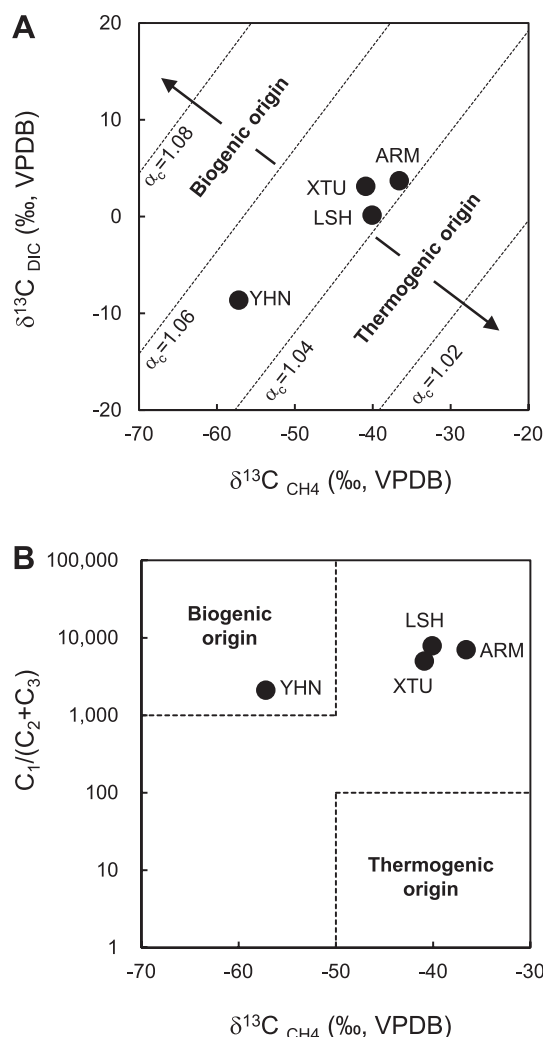 A
20
10
0
-10
-20
δ¹³C DIC (‰, VPDB)
αc=1.08
Biogenic origin
ARM
XTU
LSH
YHN
Thermogenic origin
αc=1.06
αc=1.04
αc=1.02
-70 -60 -50 -40 -30 -20
δ¹³C CH4 (‰, VPDB)
B
100,000
10,000
1,000
100
10
1
C₁/(C₂+C₃)
Biogenic
origin
LSH
ARM
XTU
YHN
Thermogenic
origin
-70 -60 -50 -40 -30
δ¹³C CH4 (‰, VPDB)